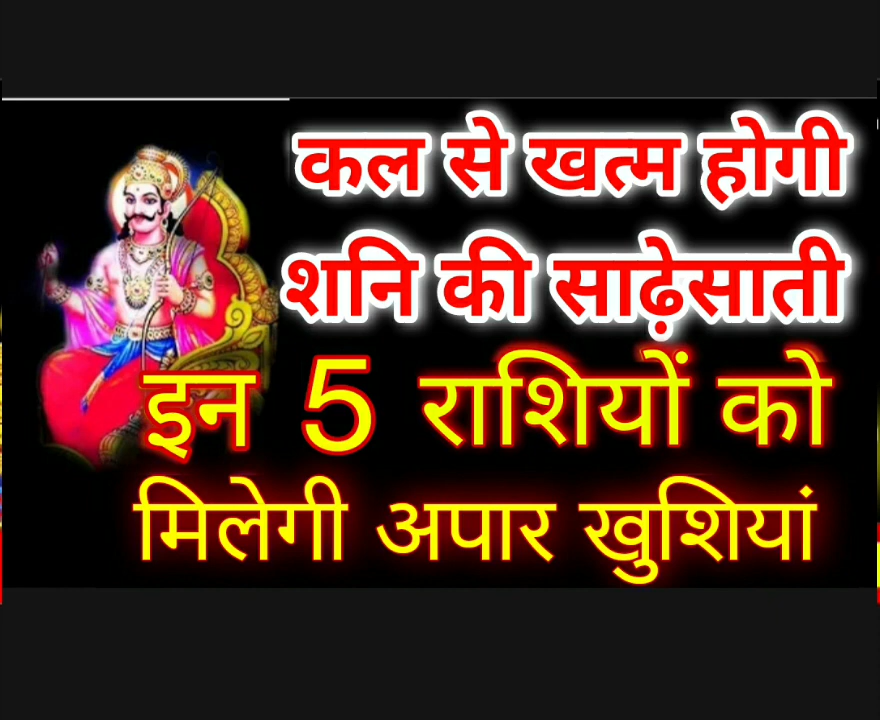 कल से खत्म होगी
शनि की साढ़ेसाती
इन 5 राशियों को
मिलेगी अपार खुशियां